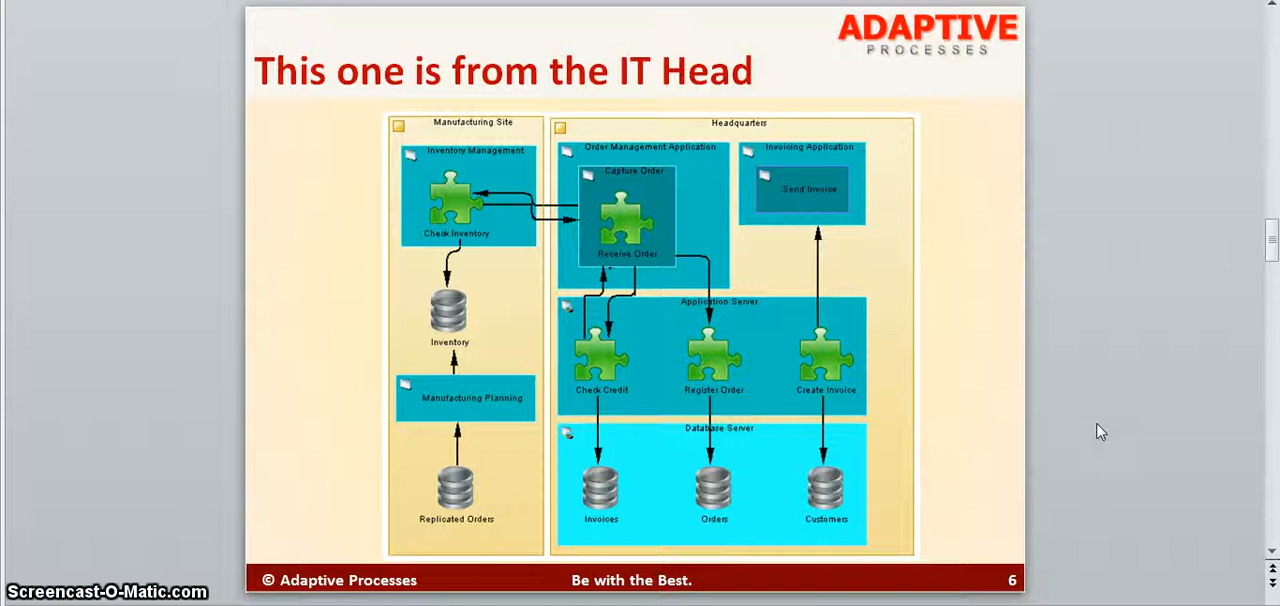 ADAPTIVE
PROCESSES
This one is from the IT Head
Manufacturing Site
Headquarters
Inventory Management
Order Management Application
Invoicing Application
Capture Order
Send Invoice
Check Inventory
Receive Order
Application Server
Inventory
Check Credit
Register Order
Create Invoice
Manufacturing Planning
Database Server
Replicated Orders
Invoices
Orders
Customers
© Adaptive Processes
Be with the Best.
6
Screencast-O-Matic.com